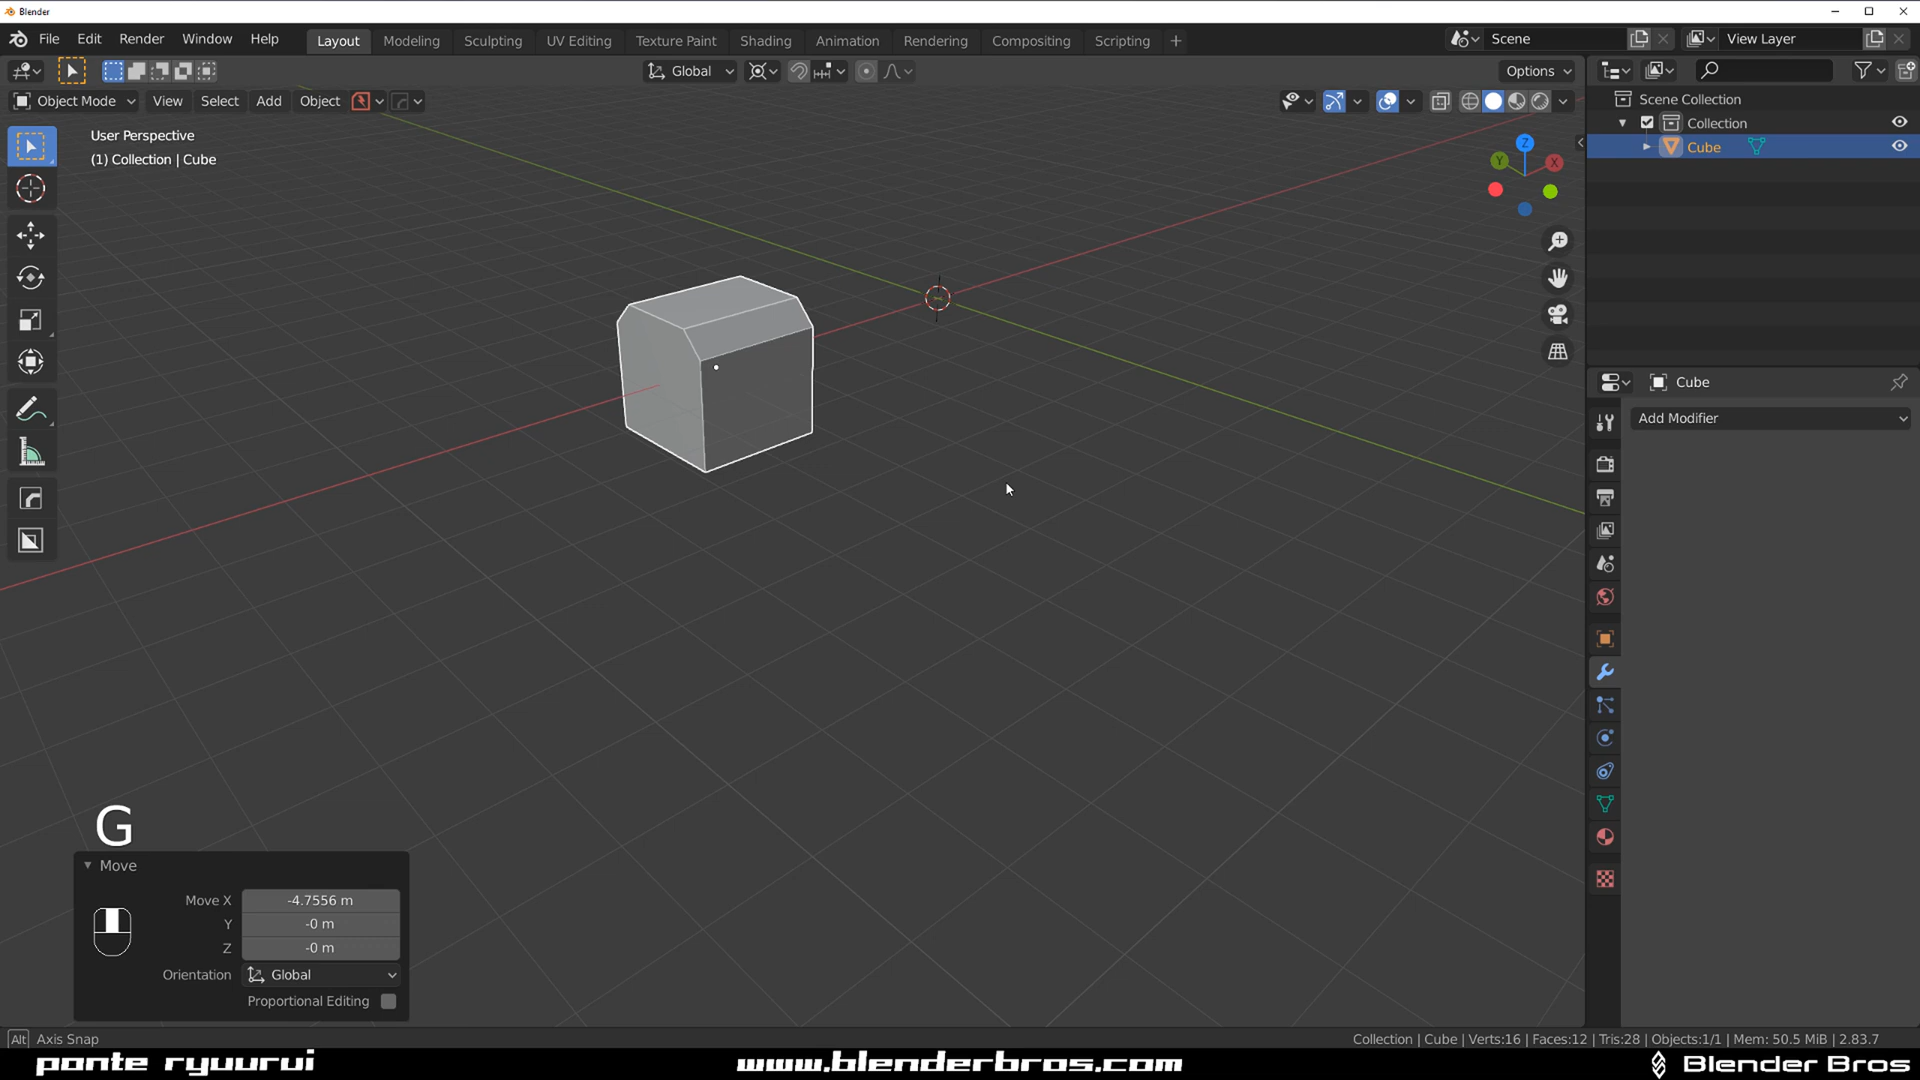 Blender
File Edit Render Window Help Layout Modeling Sculpting UV Editing Texture Paint Shading Animation Rendering Compositing Scripting + Scene View Layer
Global Options
Object Mode View Select Add Object
Scene Collection
Collection
Cube
User Perspective
(1) Collection | Cube
Z
Y
X
Cube
Add Modifier
G
Move
Move X -4.7556 m
Y -0 m
Z -0 m
Orientation Global
Proportional Editing
Alt Axis Snap
Collection | Cube | Verts:16 | Faces:12 | Tris:28 | Objects:1/1 | Mem: 50.5 MiB | 2.83.7
ponte ryuurui www.blenderbros.com Blender Bros